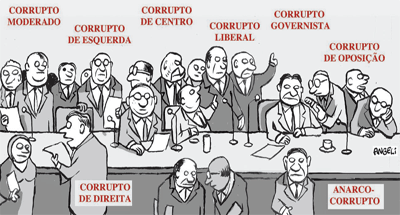 CORRUPTO
MODERADO
CORRUPTO
DE ESQUERDA
CORRUPTO
DE CENTRO
CORRUPTO
LIBERAL
CORRUPTO
GOVERNISTA
CORRUPTO
DE OPOSIÇÃO
ANGELI
CORRUPTO
DE DIREITA
ANARCO-
CORRUPTO